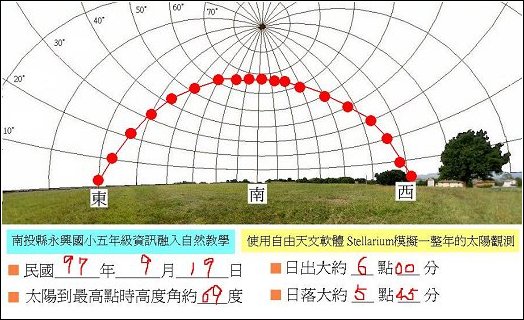 40° 50° 60° 70°
30°
20°
10°
東 南 西
南投縣永興國小五年級資訊融入自然教學
使用自由天文軟體 Stellarium模擬一整年的太陽觀測
民國 97 年 9 月 19 日
日出大約 6 點 00 分
太陽到最高點時高度角約 69 度
日落大約 5 點 45 分